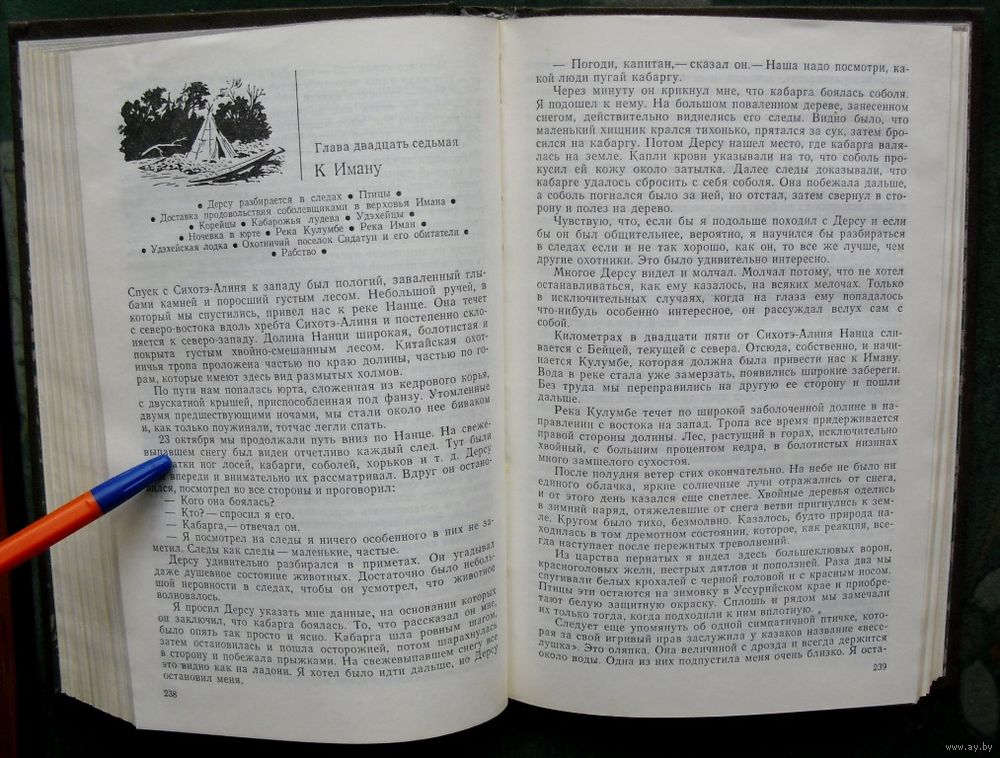 Глава двадцать седьмая
К Иману
● Дерсу разбирается в следах ● Птицы ●
● Доставка продовольствия соболевщиками в верховья Имана ●
● Корейцы ● Кабарожья лудева ● Удэхейцы ●
● Ночевка в юрте ● Река Кулумбе ● Река Иман ●
● Удэхейская лодка ● Охотничий поселок Сидатун и его обитатели ●
● Рабство ●
Спуск с Сихотэ-Алиня к западу был пологий, заваленный глы-
бами камней и поросший густым лесом. Небольшой ручей, в
который мы спустились, привел нас к реке Нанце. Она течет
с северо-востока вдоль хребта Сихотэ-Алиня и постепенно скло-
няется к северо-западу. Долина Нанци широкая, болотистая и
покрыта густым хвойно-смешанным лесом. Китайская охот-
ничья тропа проложена частью по краю долины, частью по го-
рам, которые имеют здесь вид размытых холмов.
По пути нам попалась юрта, сложенная из кедрового корья,
с двускатной крышей, приспособленная под фанзу. Утомленные
двумя предшествующими ночами, мы стали около нее биваком
и, как только поужинали, тотчас легли спать.
23 октября мы продолжали путь вниз по Нанце. На свеже-
выпавшем снегу был виден отчетливо каждый след. Тут были
атки ног лосей, кабарги, соболей, хорьков и т. д. Дерсу
впереди и внимательно их рассматривал. Вдруг он остано-
вился, посмотрел во все стороны и проговорил:
— Кого она боялась?
— Кто? — спросил я его.
— Кабарга,— отвечал он.
— Я посмотрел на следы и ничего особенного в них не за-
метил. Следы как следы — маленькие, частые.
Дерсу удивительно разбирался в приметах. Он угадывал
даже душевное состояние животных. Достаточно было неболь-
шой неровности в следах, чтобы он усмотрел, что животное
волновалось.
Я просил Дерсу указать мне данные, на основании которых
он заключил, что кабарга боялась. То, что рассказал он мне,
было опять так просто и ясно. Кабарга шла ровным шагом,
затем остановилась и пошла осторожней, потом шарахнулась
в сторону и побежала прыжками. На свежевыпавшем снегу все
это видно как на ладони. Я хотел было идти дальше, но Дерсу
остановил меня.
238
— Погоди, капитан,— сказал он.— Наша надо посмотри, ка-
кой люди пугай кабаргу.
Через минуту он крикнул мне, что кабарга боялась соболя.
Я подошел к нему. На большом поваленном дереве, занесенном
снегом, действительно виднелись его следы. Видно было, что
маленький хищник крался тихонько, прятался за сук, затем бро-
сился на кабаргу. Потом Дерсу нашел место, где кабарга валя-
лась на земле. Капли крови указывали на то, что соболь про-
кусил ей кожу около затылка. Далее следы доказывали, что
кабарге удалось сбросить с себя соболя. Она побежала дальше,
а соболь погнался было за ней, но отстал, затем свернул в сто-
рону и полез на дерево.
Чувствую, что, если бы я подольше походил с Дерсу и если
бы он был общительнее, вероятно, я научился бы разбираться
в следах если и не так хорошо, как он, то все же лучше, чем
другие охотники. Это было удивительно интересно.
Многое Дерсу видел и молчал. Молчал потому, что не хотел
останавливаться, как ему казалось, на всяких мелочах. Только
в исключительных случаях, когда на глаза ему попадалось
что-нибудь особенно интересное, он рассуждал вслух сам с
собой.
Километрах в двадцати пяти от Сихотэ-Алиня Нанца сли-
вается с Бейцей, текущей с севера. Отсюда, собственно, и начи-
нается Кулумбе, которая должна была привести нас к Иману.
Вода в реке стала уже замерзать, появились широкие забереги.
Без труда мы переправились на другую ее сторону и пошли
дальше.
Река Кулумбе течет по широкой заболоченной долине в на-
правлении с востока на запад. Тропа все время придерживается
правой стороны долины. Лес, растущий в горах, исключительно
хвойный, с большим процентом кедра, в болотистых низинах
много замшелого сухостоя.
После полудня ветер стих окончательно. На небе не было ни
единого облачка, яркие солнечные лучи отражались от снега,
и от этого день казался еще светлее. Хвойные деревья оделись
в зимний наряд, отяжелевшие от снега ветви пригнулись к зем-
ле. Кругом было тихо, безмолвно. Казалось, будто природа на-
ходилась в том дремотном состоянии, которое, как реакция, все-
гда наступает после пережитых треволнений.
Из царства пернатых я видел здесь большеклювых ворон,
красноголовых желн, пестрых дятлов и поползней. Раза два мы
спугивали белых крохалей с черной головой и с красным носом.
Птицы эти остаются на зимовку в Уссурийском крае и приобре-
тают белую защитную окраску. Сплошь и рядом мы замечали
их только тогда, когда подходили к ним вплотную.
Следует еще упомянуть об одной симпатичной птичке, кото-
рая за свой игривый нрав заслужила у казаков название «весе-
лушка». Это оляпка. Она величиной с дрозда и всегда держится
около воды. Одна из них подпустила меня очень близко. Я оста-
239
www.ay.by